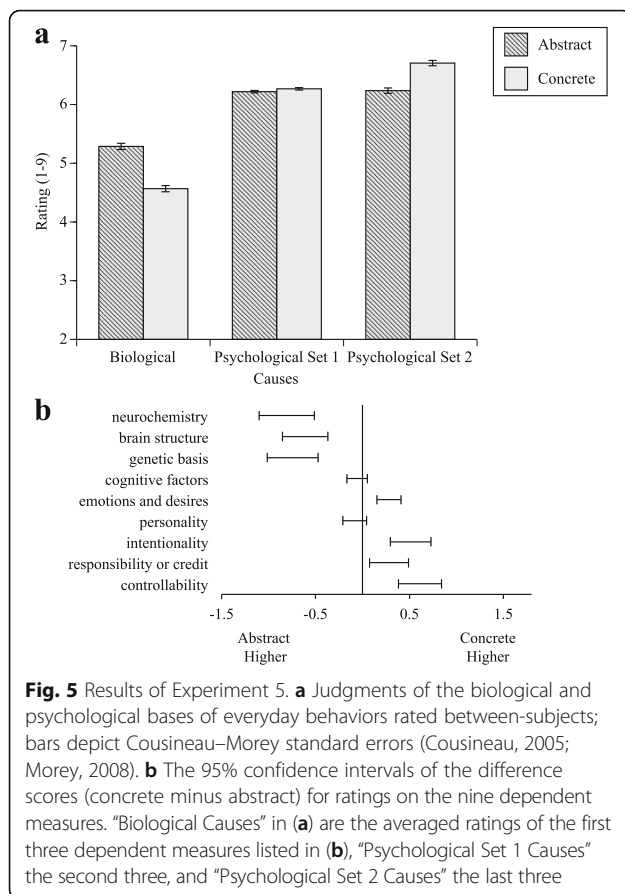 a
7
6
5
4
3
2
Rating (1-9)
Abstract
Concrete
Biological
Psychological Set 1
Psychological Set 2
Causes
b
neurochemistry
brain structure
genetic basis
cognitive factors
emotions and desires
personality
intentionality
responsibility or credit
controllability
-1.5 -0.5 0.5 1.5
Abstract
Higher
Concrete
Higher
Fig. 5 Results of Experiment 5. a Judgments of the biological and
psychological bases of everyday behaviors rated between-subjects;
bars depict Cousineau–Morey standard errors (Cousineau, 2005;
Morey, 2008). b The 95% confidence intervals of the difference
scores (concrete minus abstract) for ratings on the nine dependent
measures. “Biological Causes” in (a) are the averaged ratings of the first
three dependent measures listed in (b), “Psychological Set 1 Causes”
the second three, and “Psychological Set 2 Causes” the last three